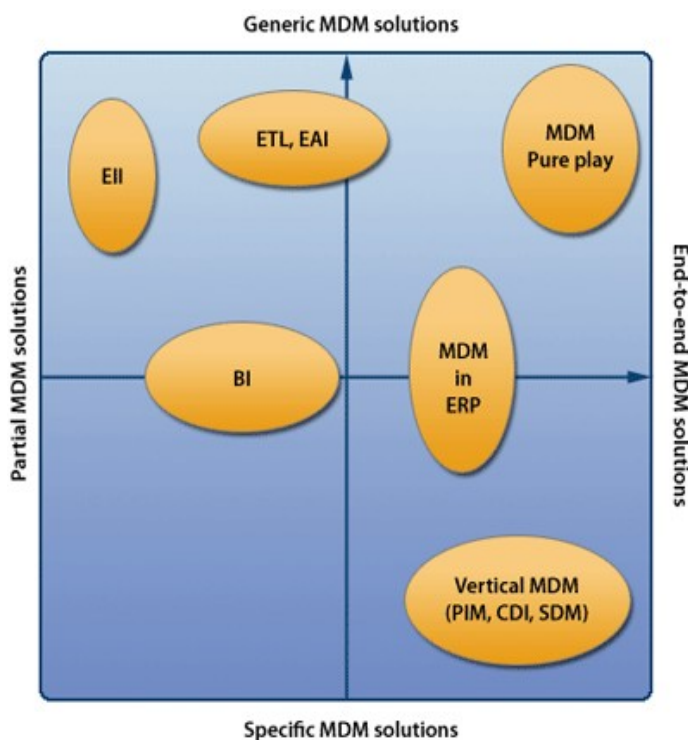 Generic MDM solutions
ETL, EAI
MDM
Pure play
EII
Partial MDM solutions
End-to-end MDM solutions
BI
MDM
in
ERP
Vertical MDM
(PIM, CDI, SDM)
Specific MDM solutions